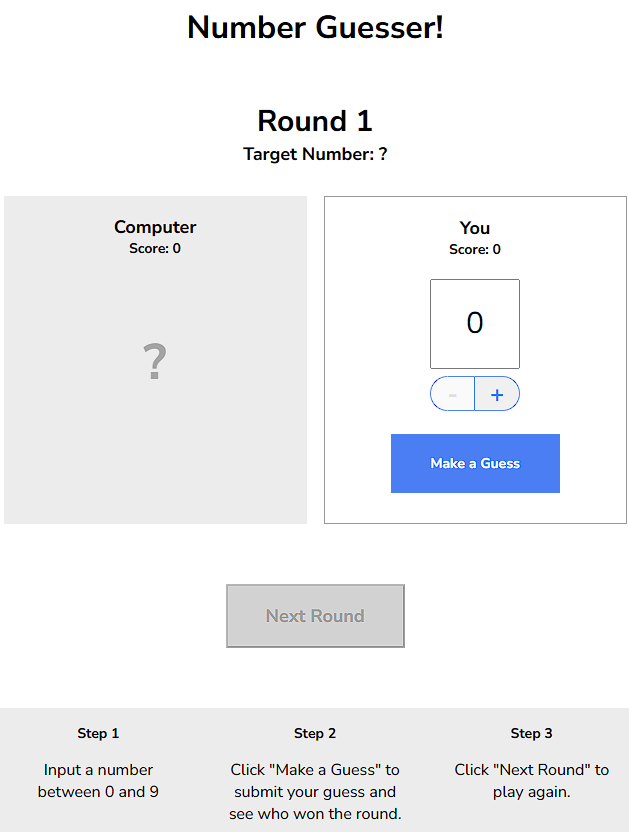 Number Guesser!
Round 1
Target Number: ?
Computer
Score: 0
?
You
Score: 0
0
- +
Make a Guess
Next Round
Step 1
Input a number
between 0 and 9
Step 2
Click "Make a Guess" to
submit your guess and
see who won the round.
Step 3
Click "Next Round" to
play again.